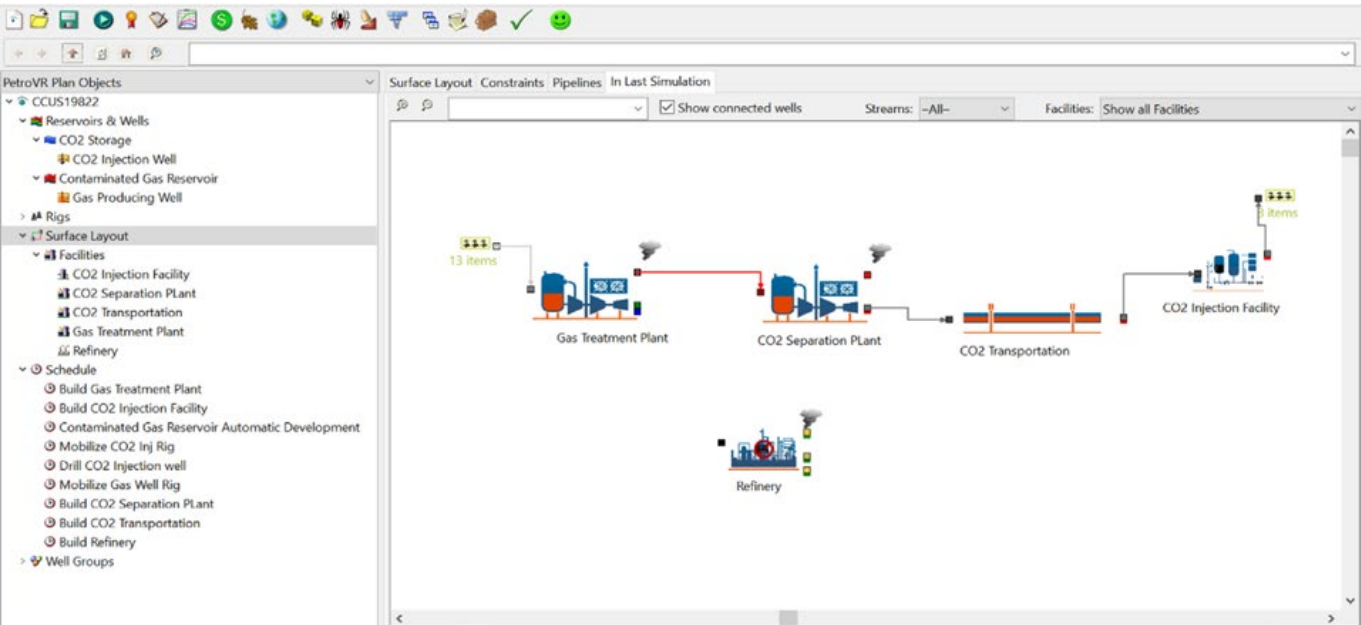 PetroVR Plan Objects
CCUS19822
Reservoirs & Wells
CO2 Storage
CO2 Injection Well
Contaminated Gas Reservoir
Gas Producing Well
Rigs
Surface Layout
Facilities
CO2 Injection Facility
CO2 Separation PLant
CO2 Transportation
Gas Treatment Plant
Refinery
Schedule
Build Gas Treatment Plant
Build CO2 Injection Facility
Contaminated Gas Reservoir Automatic Development
Mobilize CO2 Inj Rig
Drill CO2 Injection well
Mobilize Gas Well Rig
Build CO2 Separation PLant
Build CO2 Transportation
Build Refinery
Well Groups
Surface Layout Constraints Pipelines In Last Simulation
Show connected wells Streams: –All– Facilities: Show all Facilities
3 items
13 items
CO2 Injection Facility
Gas Treatment Plant
CO2 Separation PLant
CO2 Transportation
Refinery